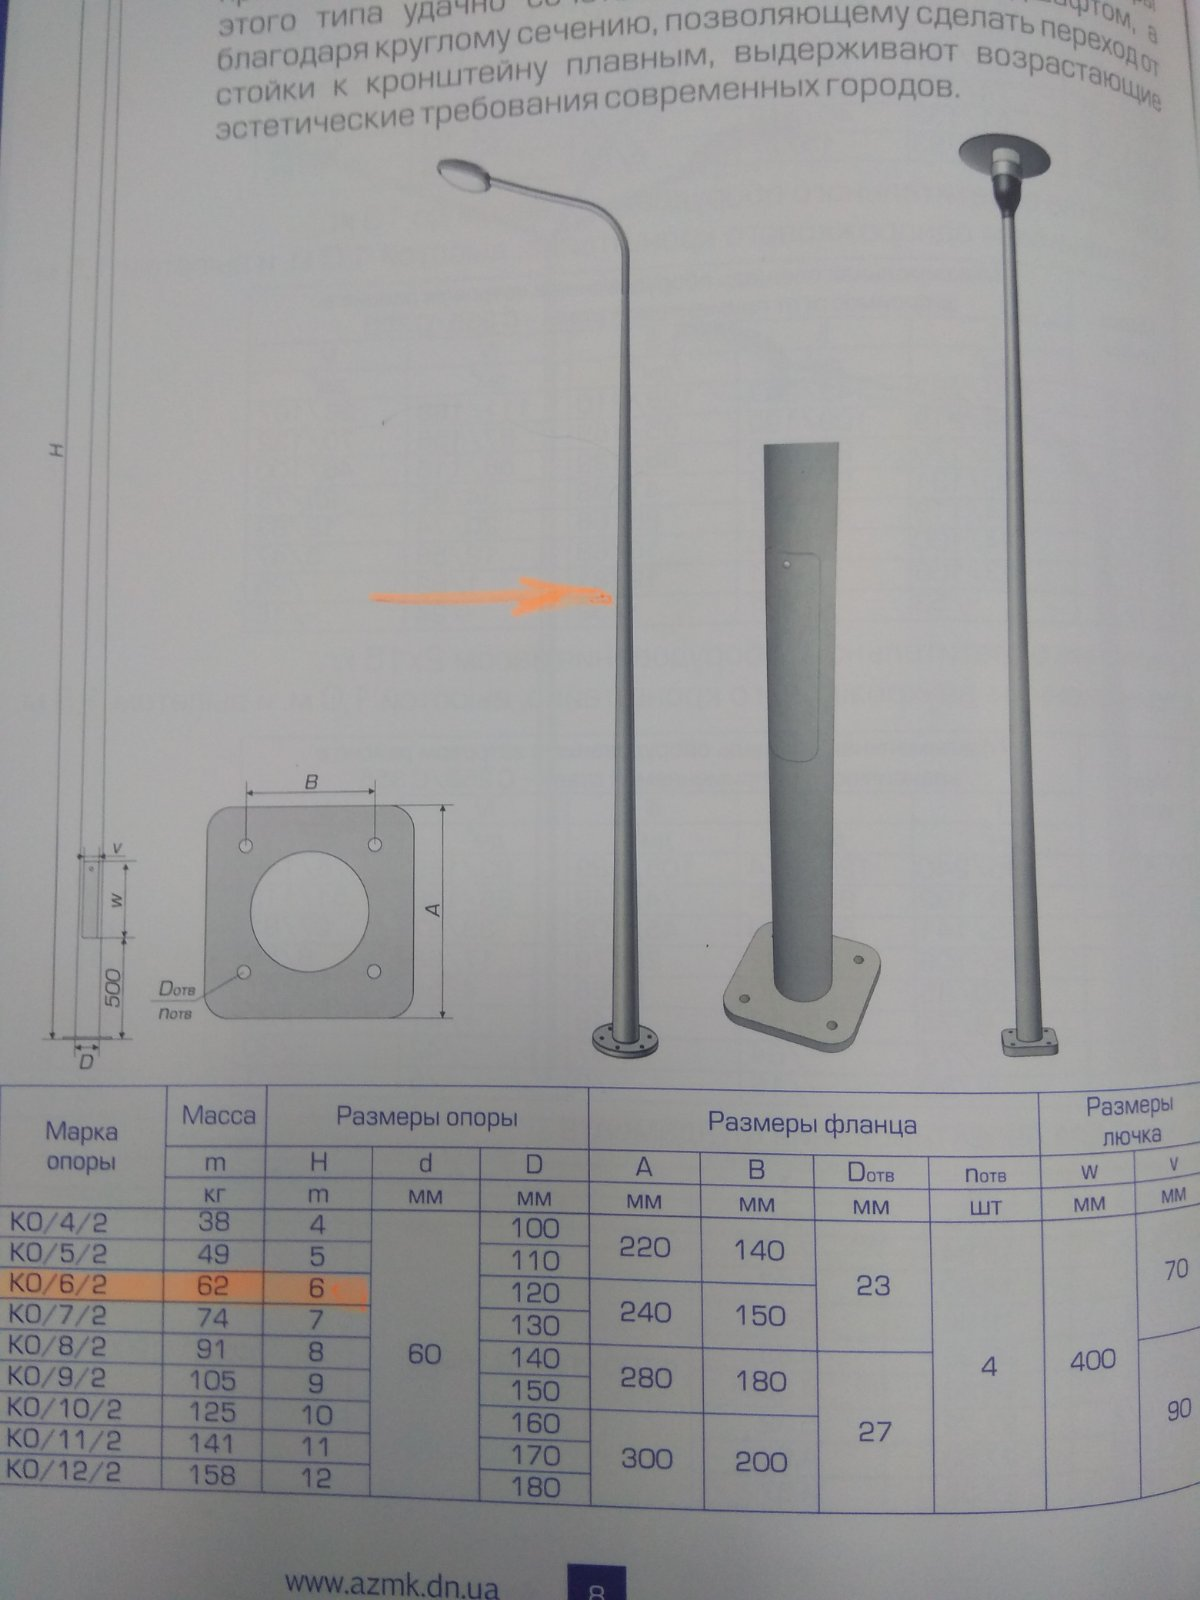 этого типа удачно
благодаря круглому сечению, позволяющему сделать переход от
стойки к кронштейну плавным, выдерживают возрастающие
эстетические требования современных городов.
H
B
A
v
w
500
D
Dотв
nотв
Марка опоры Масса Размеры опоры Размеры фланца Размеры лючка
m H d D A B Dотв nотв w v
кг m мм мм мм мм мм шт мм мм
КО/4/2 38 4 60 100 220 140 23 4 400 70
КО/5/2 49 5 110
КО/6/2 62 6 120 240 150
КО/7/2 74 7 130
КО/8/2 91 8 140 280 180 27 90
КО/9/2 105 9 150
КО/10/2 125 10 160 300 200
КО/11/2 141 11 170
КО/12/2 158 12 180
www.azmk.dn.ua
8